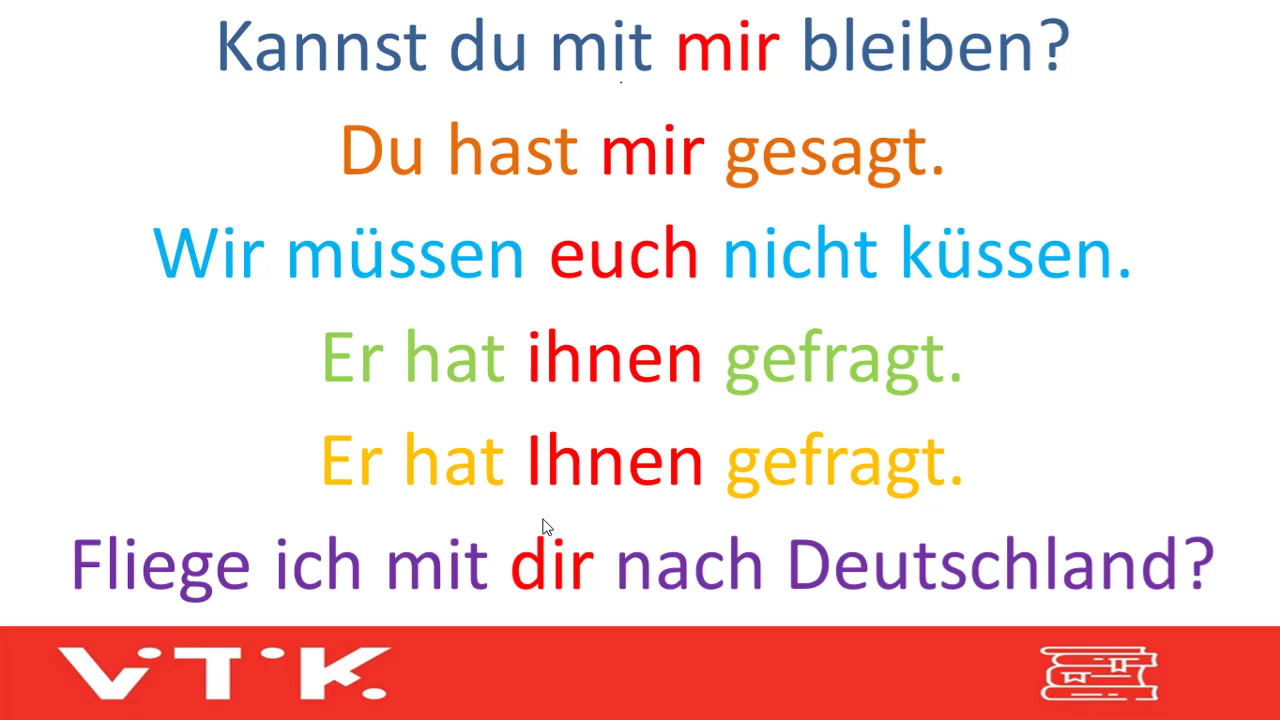 Kannst du mit mir bleiben?
Du hast mir gesagt.
Wir müssen euch nicht küssen.
Er hat ihnen gefragt.
Er hat Ihnen gefragt.
Fliege ich mit dir nach Deutschland?
VTK